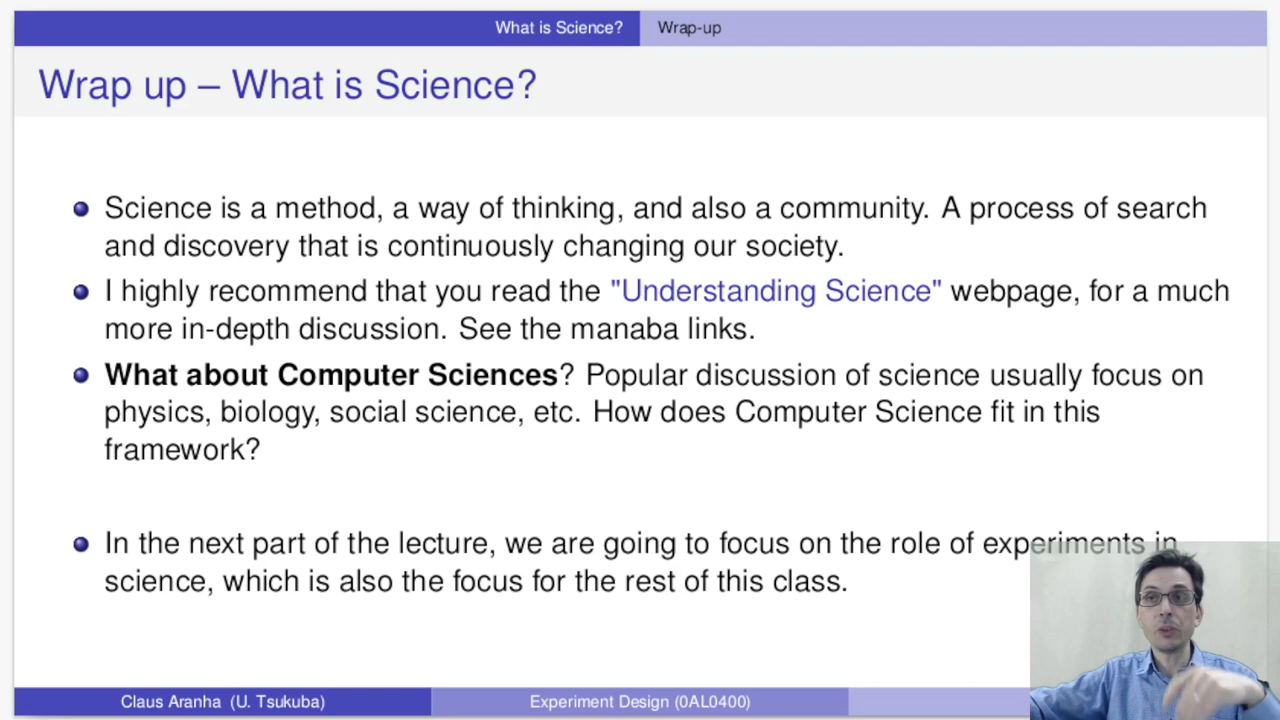 What is Science? Wrap-up
Wrap up – What is Science?
Science is a method, a way of thinking, and also a community. A process of search
and discovery that is continuously changing our society.
I highly recommend that you read the "Understanding Science" webpage, for a much
more in-depth discussion. See the manaba links.
What about Computer Sciences? Popular discussion of science usually focus on
physics, biology, social science, etc. How does Computer Science fit in this
framework?
In the next part of the lecture, we are going to focus on the role of experiments in
science, which is also the focus for the rest of this class.
Claus Aranha (U. Tsukuba) Experiment Design (0AL0400)